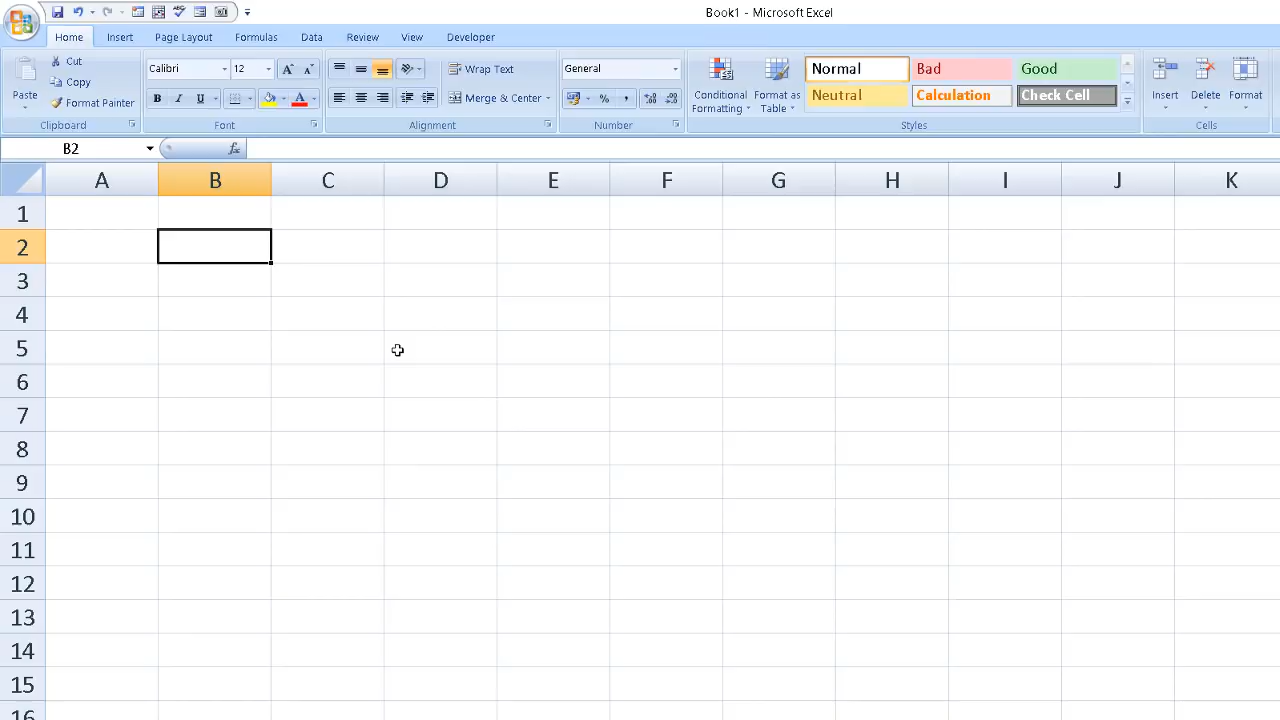 Book1 - Microsoft Excel
Home Insert Page Layout Formulas Data Review View Developer
Paste
Cut
Copy
Format Painter
Clipboard
Calibri 12
B I U A
Font
Wrap Text
Merge & Center
Alignment
General
% ,
Number
Conditional Formatting
Format as Table
Normal Bad Good
Neutral Calculation Check Cell
Styles
Insert Delete Format
Cells
B2 fx
A B C D E F G H I J K
1
2
3
4
5
6
7
8
9
10
11
12
13
14
15
16